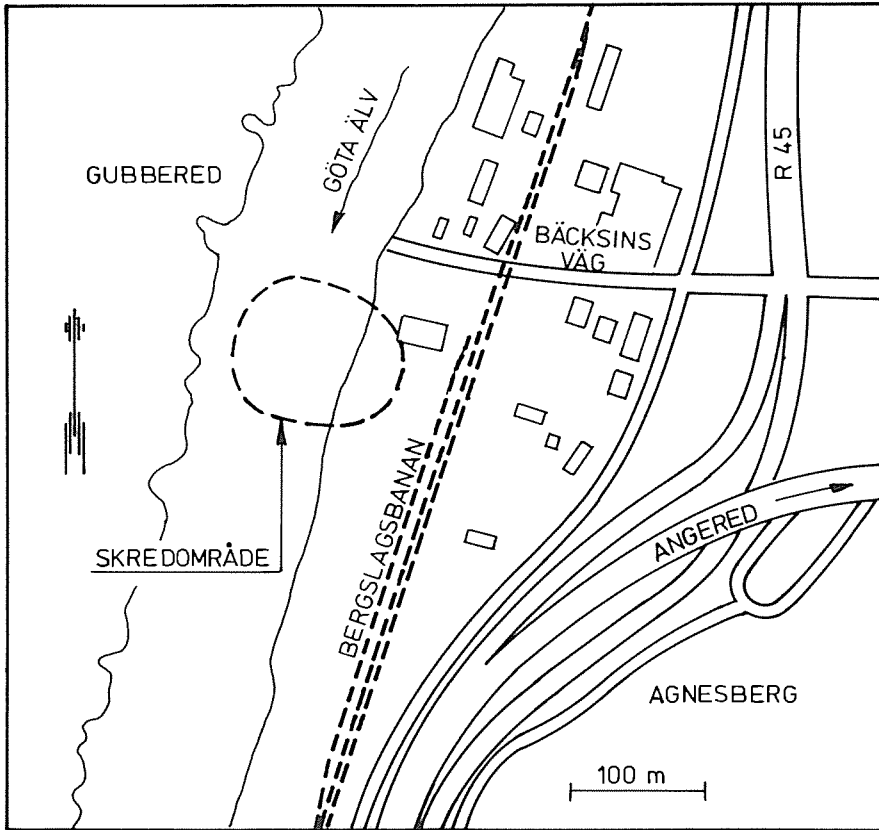 GUBBERED
GÖTA ÄLV
R 45
BÄCKSINS
VÄG
BERGSLAGSBANAN
SKREDOMRÅDE
ANGERED
AGNESBERG
100 m